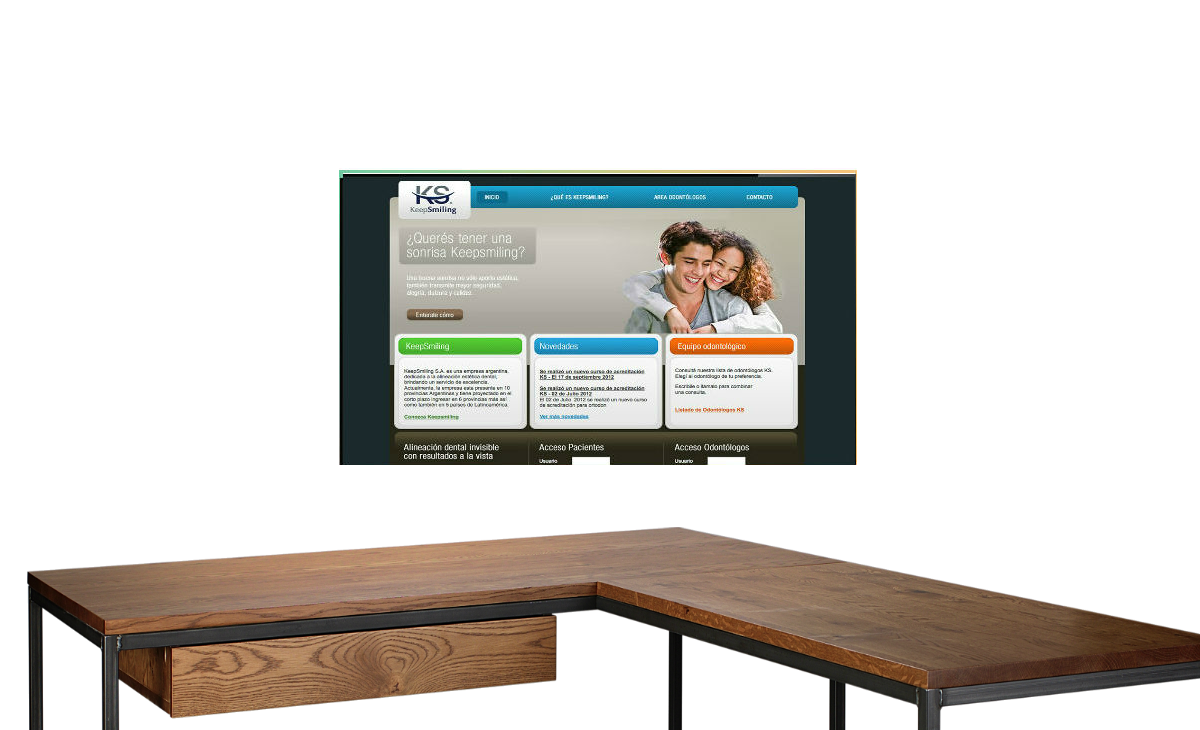 KS
KeepSmiling
INICIO
¿QUÉ ES KEEPSMILING?
AREA ODONTÓLOGOS
CONTACTO
¿Querés tener una
sonrisa Keepsmiling?
Una buena sonrisa no sólo aporta estética,
también transmite mayor seguridad,
alegría, dulzura y calidez.
Enterate cómo
KeepSmiling
KeepSmiling S.A. es una empresa argentina,
dedicada a la alineación estética dental,
brindando un servicio de excelencia.
Actualmente, la empresa esta presente en 10
provincias Argentinas y tiene proyectado en el
corto plazo ingresar en 6 provincias más así
como también en 5 países de Latinoamérica.
Conozca Keepsmiling
Novedades
Se realizó un nuevo curso de acreditación
KS - El 17 de septiembre 2012
Se realizó un nuevo curso de acreditación
KS - 02 de Julio 2012
El 02 de Julio 2012 se realizó un nuevo curso
de acreditación para ortodon
Ver más novedades
Equipo odontológico
Consultá nuestra lista de odontólogos KS.
Elegí al odontólogo de tu preferencia.
Escribile o llamalo para combinar
una consulta.
Listado de Odontólogos KS
Alineación dental invisible
con resultados a la vista
Acceso Pacientes
Usuario
Acceso Odontólogos
Usuario